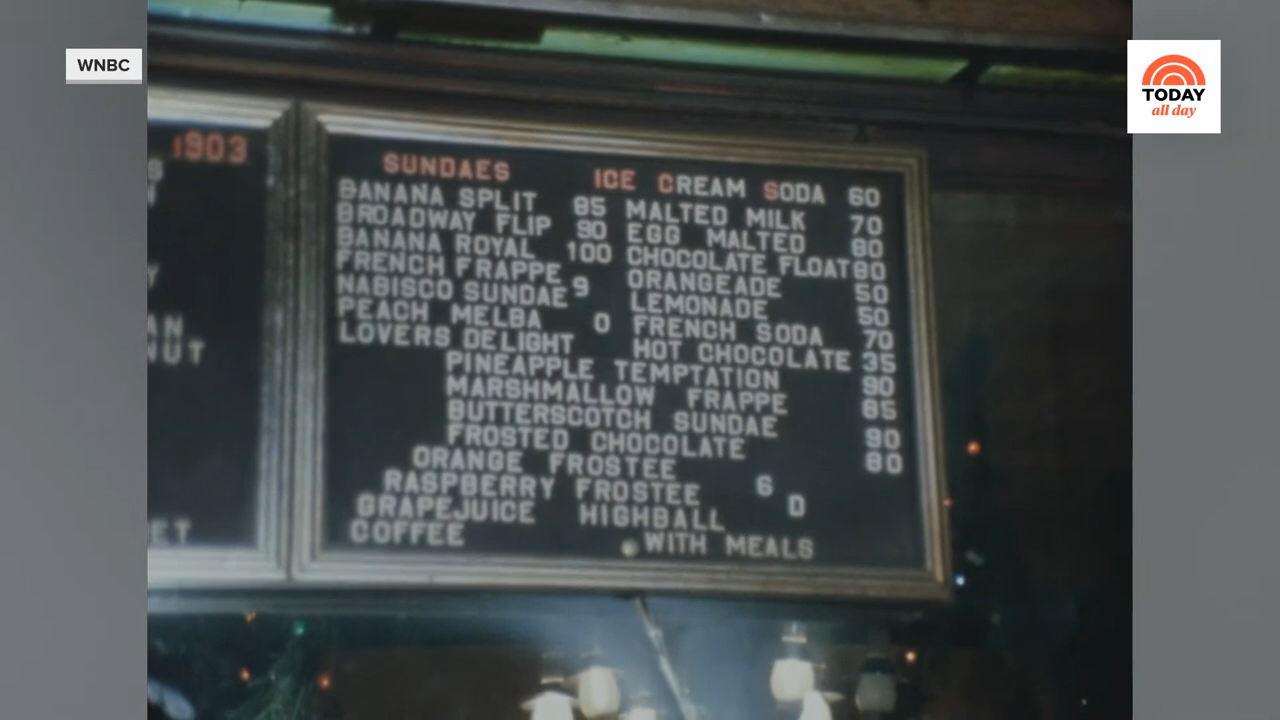 WNBC
TODAY
all day
1903
AN
NUT
ET
SUNDAES
BANANA SPLIT 85
BROADWAY FLIP 90
BANANA ROYAL 100
FRENCH FRAPPE
NABISCO SUNDAE 9
PEACH MELBA 0
LOVERS DELIGHT
ICE CREAM SODA 60
MALTED MILK 70
EGG MALTED 80
CHOCOLATE FLOAT 80
ORANGEADE 50
LEMONADE 50
FRENCH SODA 70
HOT CHOCOLATE 35
PINEAPPLE TEMPTATION 90
MARSHMALLOW FRAPPE 85
BUTTERSCOTCH SUNDAE 90
FROSTED CHOCOLATE 80
ORANGE FROSTEE
RASPBERRY FROSTEE 6
GRAPEJUICE HIGHBALL D
COFFEE WITH MEALS